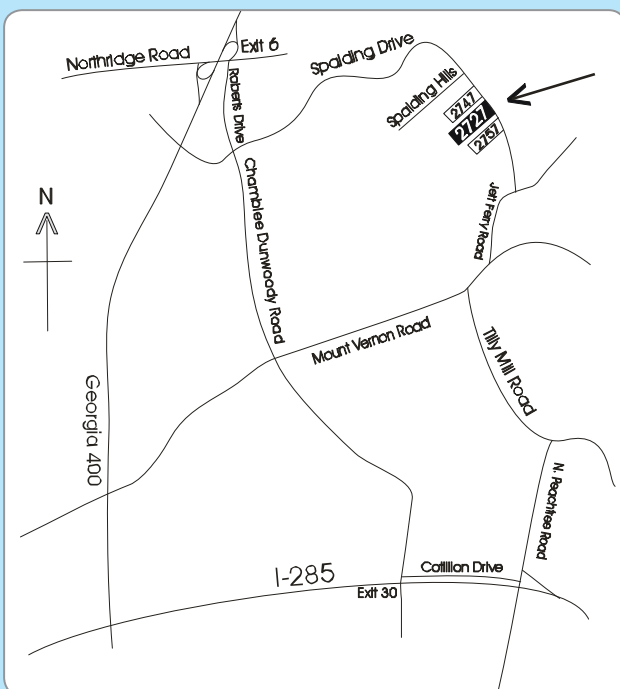 Northridge Road
Exit 6
Spalding Drive
Roberts Drive
Spalding Hills
2747
2727
2757
Chamblee Dunwoody Road
N
Jett Ferry Road
Mount Vernon Road
Tilly Mill Road
Georgia 400
N. Peachtree Road
I-285
Cotillion Drive
Exit 30